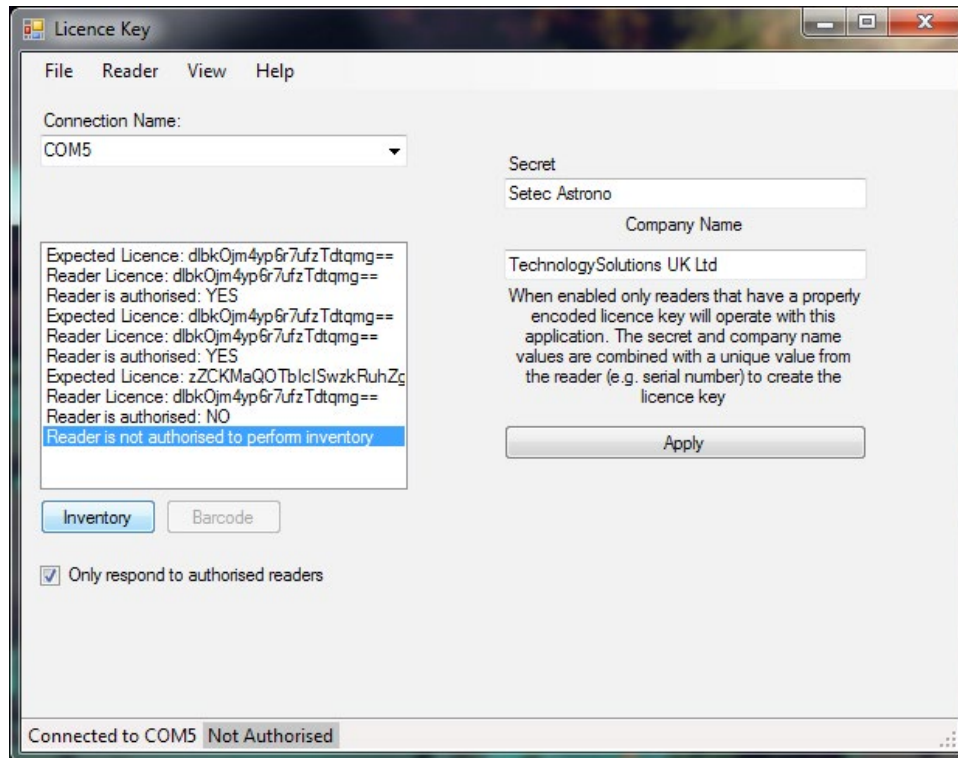 Licence Key
File Reader View Help
Connection Name:
COM5
Expected Licence: dlbkOjm4yp6r7ufzTdtqmg==
Reader Licence: dlbkOjm4yp6r7ufzTdtqmg==
Reader is authorised: YES
Expected Licence: dlbkOjm4yp6r7ufzTdtqmg==
Reader Licence: dlbkOjm4yp6r7ufzTdtqmg==
Reader is authorised: YES
Expected Licence: zZCKMaQOTbIcISwzkRuhZg
Reader Licence: dlbkOjm4yp6r7ufzTdtqmg==
Reader is authorised: NO
Reader is not authorised to perform inventory
Inventory Barcode
Only respond to authorised readers
Secret
Setec Astrono
Company Name
TechnologySolutions UK Ltd
When enabled only readers that have a properly
encoded licence key will operate with this
application. The secret and company name
values are combined with a unique value from
the reader (e.g. serial number) to create the
licence key
Apply
Connected to COM5 Not Authorised